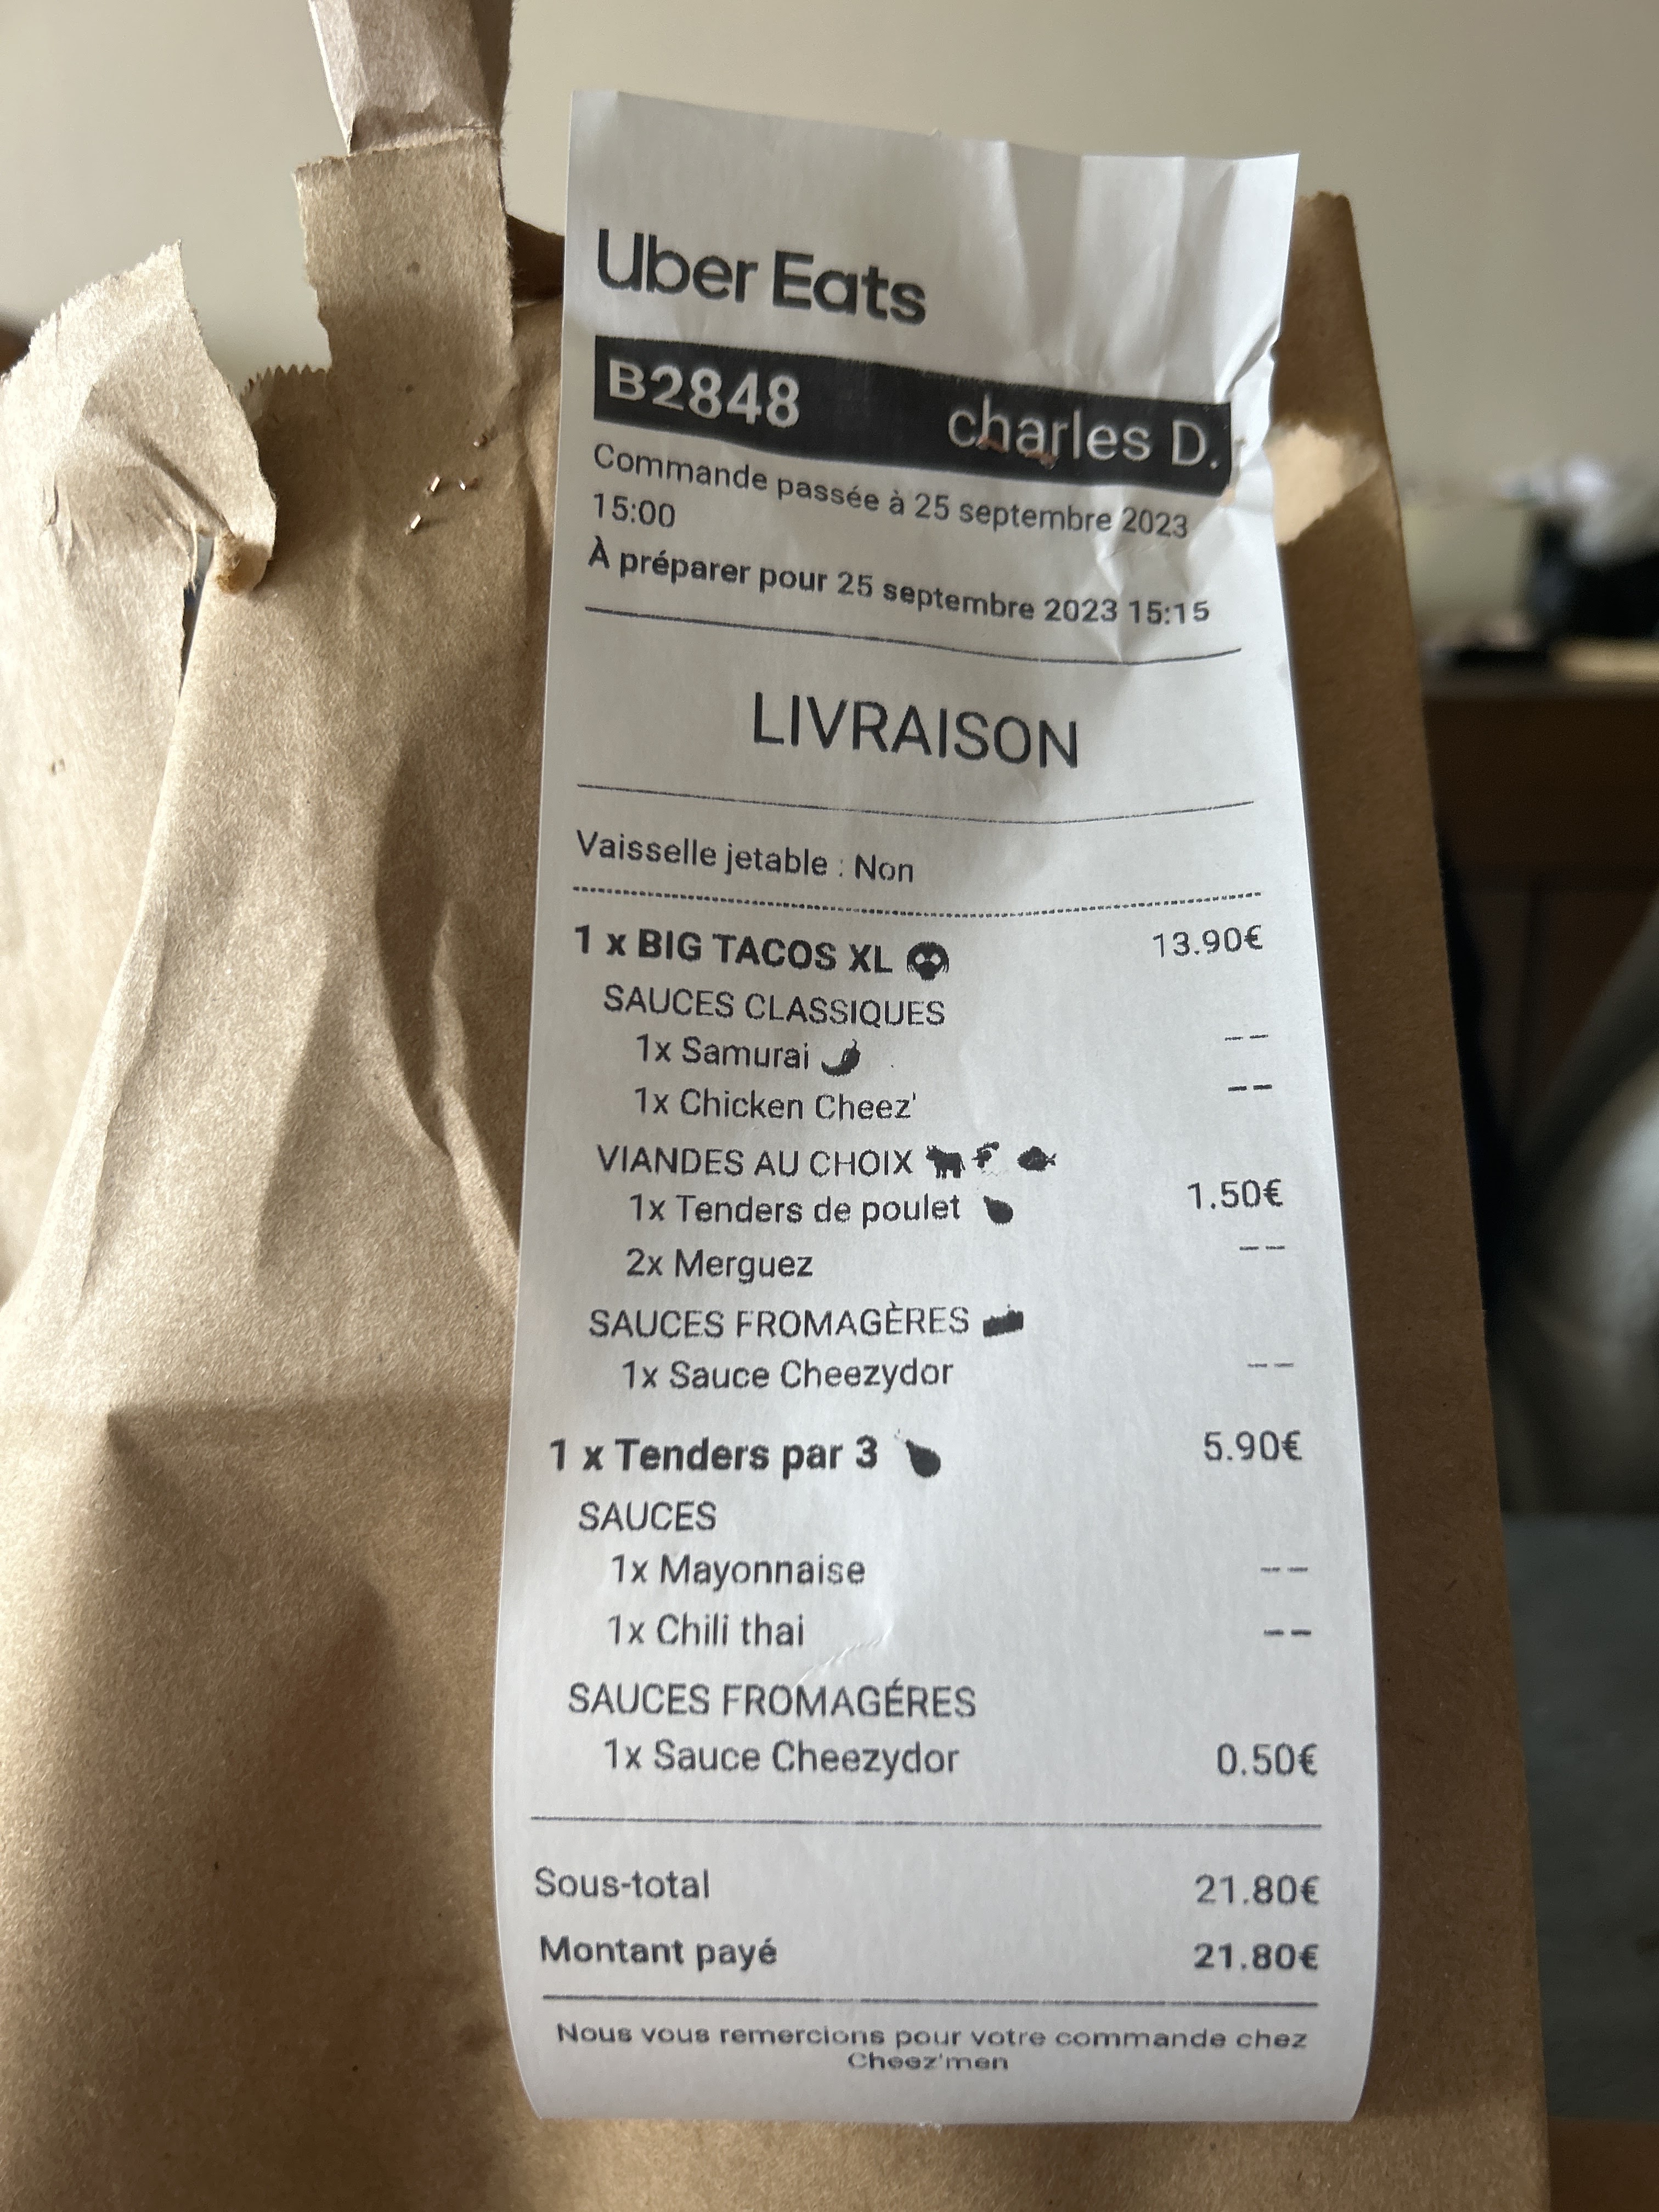 Uber Eats
B2848 charles D.
Commande passée à 25 septembre 2023
15:00
À préparer pour 25 septembre 2023 15:15
LIVRAISON
Vaisselle jetable : Non
1 x BIG TACOS XL 13.90€
SAUCES CLASSIQUES
1x Samurai --
1x Chicken Cheez' --
VIANDES AU CHOIX
1x Tenders de poulet 1.50€
2x Merguez --
SAUCES FROMAGÈRES
1x Sauce Cheezydor --
1 x Tenders par 3 5.90€
SAUCES
1x Mayonnaise --
1x Chili thai --
SAUCES FROMAGÉRES
1x Sauce Cheezydor 0.50€
Sous-total 21.80€
Montant payé 21.80€
Nous vous remercions pour votre commande chez
Cheez'men